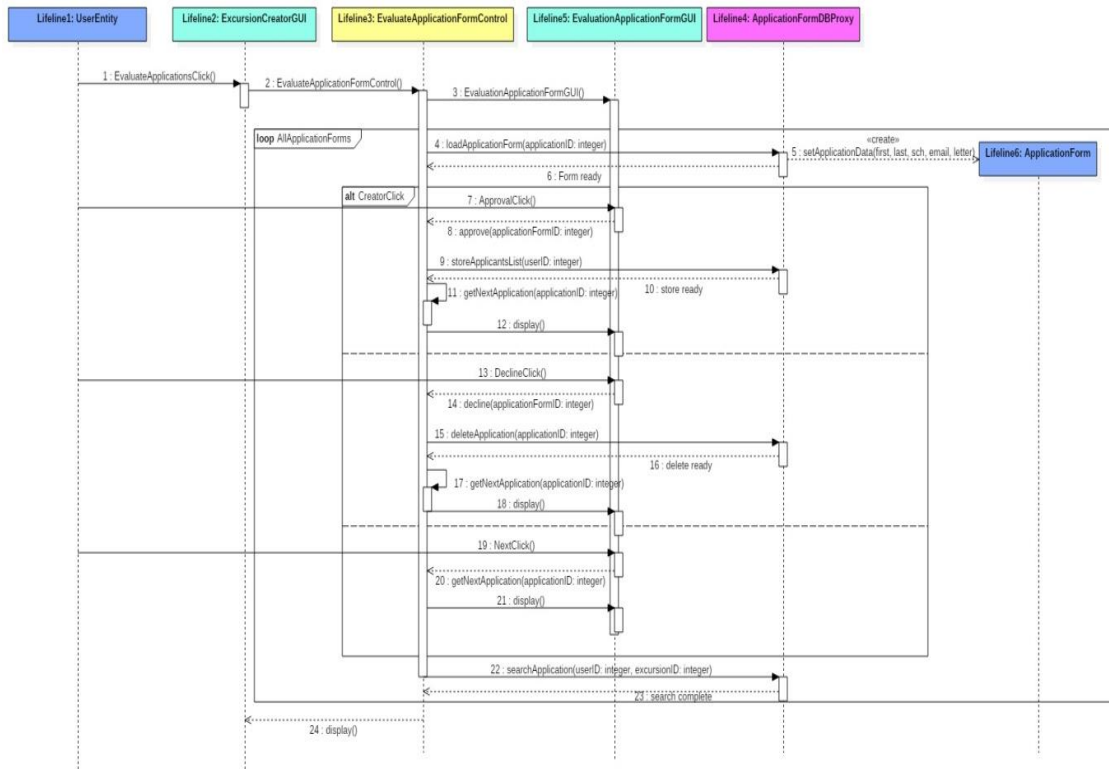 Lifeline1: UserEntity
Lifeline2: ExcursionCreatorGUI
Lifeline3: EvaluateApplicationFormControl
Lifeline5: EvaluationApplicationFormGUI
Lifeline4: ApplicationFormDBProxy
1 : EvaluateApplicationsClick()
2 : EvaluateApplicationFormControl()
3 : EvaluationApplicationFormGUI()
loop AllApplicationForms
4 : loadApplicationForm(applicationID: integer)
«create»
5 : setApplicationData(first, last, sch, email, letter)
Lifeline6: ApplicationForm
6 : Form ready
alt CreatorClick
7 : ApprovalClick()
8 : approve(applicationFormID: integer)
9 : storeApplicantsList(userID: integer)
10 : store ready
11 : getNextApplication(applicationID: integer)
12 : display()
13 : DeclineClick()
14 : decline(applicationFormID: integer)
15 : deleteApplication(applicationID: integer)
16 : delete ready
17 : getNextApplication(applicationID: integer)
18 : display()
19 : NextClick()
20 : getNextApplication(applicationID: integer)
21 : display()
22 : searchApplication(userID: integer, excursionID: integer)
23 : search complete
24 : display()